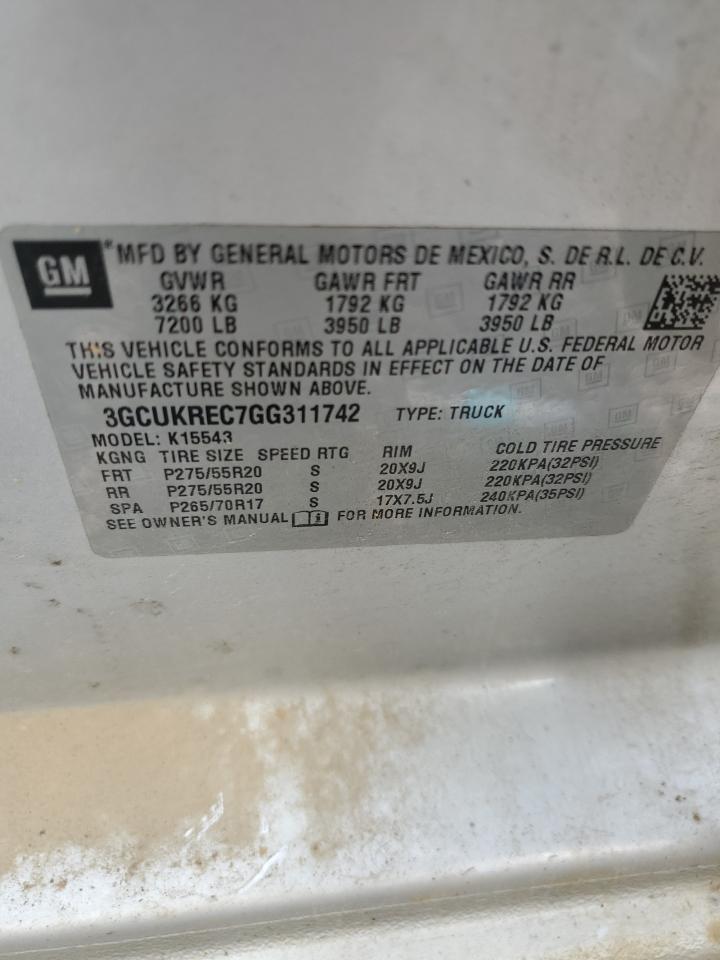 GM
®MFD BY GENERAL MOTORS DE MEXICO, S. DE R.L. DE C.V.
GVWR GAWR FRT GAWR RR
3266 KG 1792 KG 1792 KG
7200 LB 3950 LB 3950 LB
THIS VEHICLE CONFORMS TO ALL APPLICABLE U.S. FEDERAL MOTOR
VEHICLE SAFETY STANDARDS IN EFFECT ON THE DATE OF
MANUFACTURE SHOWN ABOVE.
3GCUKREC7GG311742 TYPE: TRUCK
MODEL: K15543
KGNG TIRE SIZE SPEED RTG RIM COLD TIRE PRESSURE
FRT P275/55R20 S 20X9J 220KPA(32PSI)
RR P275/55R20 S 20X9J 220KPA(32PSI)
SPA P265/70R17 S 17X7.5J 240KPA(35PSI)
SEE OWNER'S MANUAL FOR MORE INFORMATION.